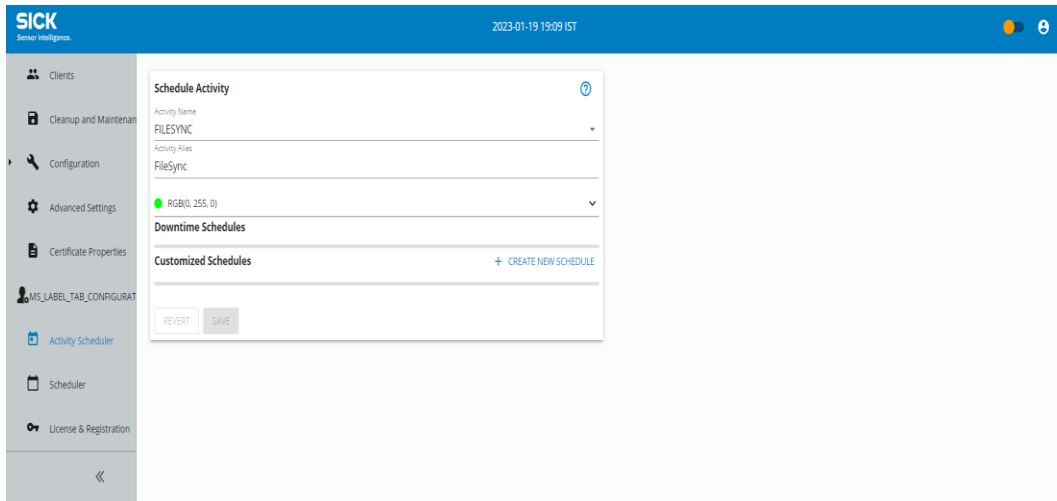 SICK
Sensor Intelligence.
2023-01-19 19:09 IST
Clients
Cleanup and Maintenan
Configuration
Advanced Settings
Certificate Properties
MS_LABEL_TAB_CONFIGURAT
Activity Scheduler
Scheduler
License & Registration
Schedule Activity
Activity Name
FILESYNC
Activity Alias
FileSync
RGB(0, 255, 0)
Downtime Schedules
Customized Schedules
+ CREATE NEW SCHEDULE
REVERT SAVE